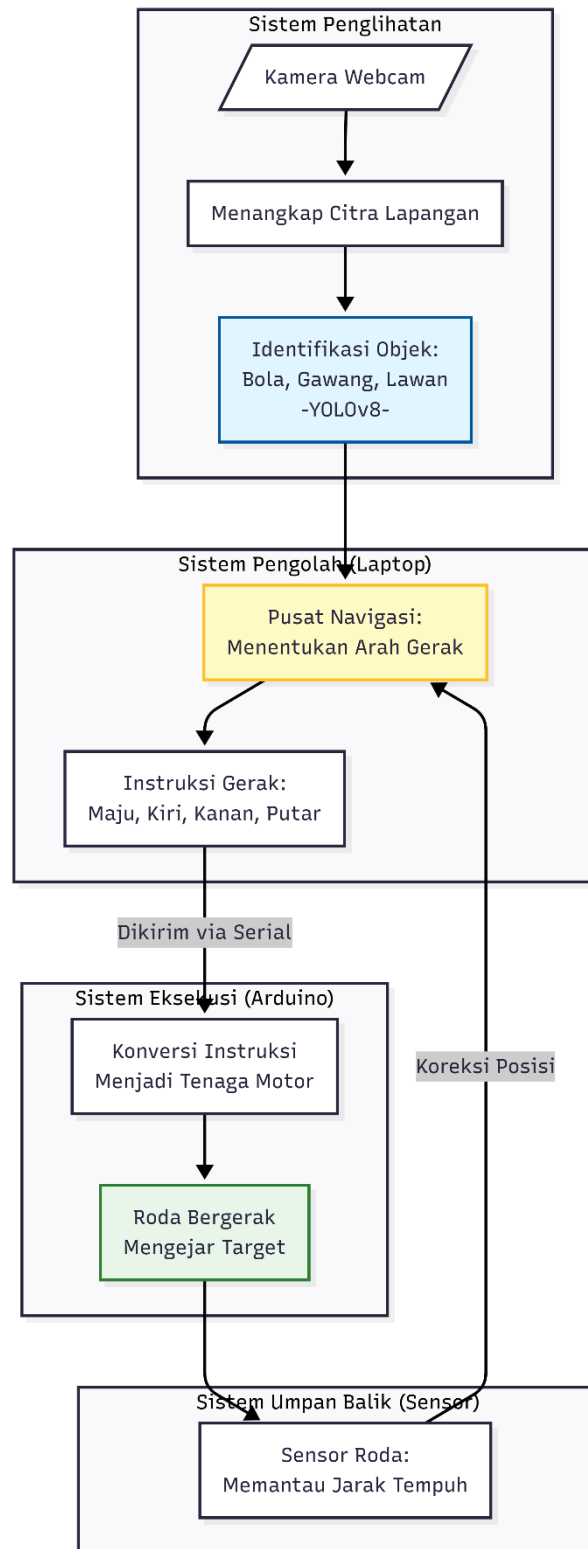 Sistem Penglihatan
Kamera Webcam
Menangkap Citra Lapangan
Identifikasi Objek:
Bola, Gawang, Lawan
-YOLOv8-
Sistem Pengolah (Laptop)
Pusat Navigasi:
Menentukan Arah Gerak
Instruksi Gerak:
Maju, Kiri, Kanan, Putar
Dikirim via Serial
Sistem Eksekusi (Arduino)
Konversi Instruksi
Menjadi Tenaga Motor
Koreksi Posisi
Roda Bergerak
Mengejar Target
Sistem Umpan Balik (Sensor)
Sensor Roda:
Memantau Jarak Tempuh